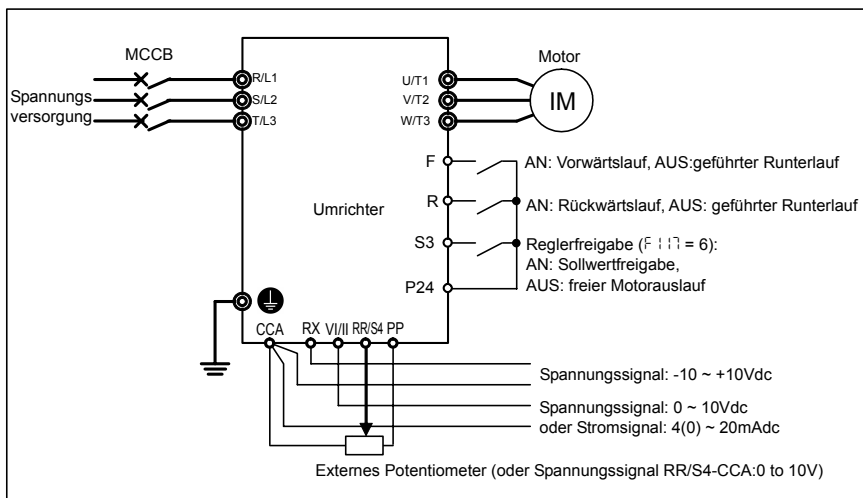 MCCB
Motor
R/L1
U/T1
Spannungs
versorgung
S/L2
V/T2
IM
T/L3
W/T3
F
AN: Vorwärtslauf, AUS:geführter Runterlauf
Umrichter
R
AN: Rückwärtslauf, AUS: geführter Runterlauf
S3
Reglerfreigabe (F117 = 6):
AN: Sollwertfreigabe,
AUS: freier Motorauslauf
P24
CCA RX VI/II RR/S4 PP
Spannungssignal: -10 ~ +10Vdc
Spannungssignal: 0 ~ 10Vdc
oder Stromsignal: 4(0) ~ 20mAdc
Externes Potentiometer (oder Spannungssignal RR/S4-CCA:0 to 10V)